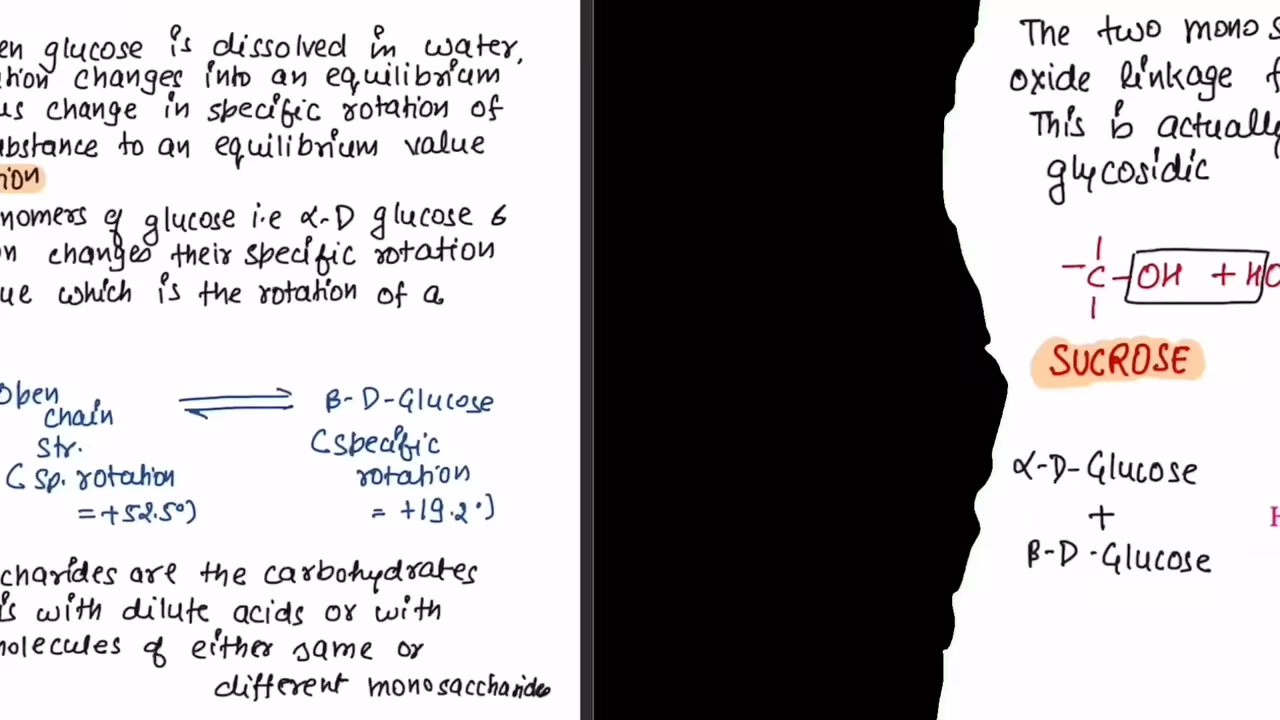 en glucose is dissolved in water,
tion changes into an equilibrium
us change in specific rotation of
ubstance to an equilibrium value
tion
nomers of glucose i.e α-D glucose &
n changes their specific rotation
ue which is the rotation of a
Open
chain
str.
(sp. rotation
=+52.5°)
β-D-Glucose
(specific
rotation
= +19.2°)
charides are the carbohydrates
is with dilute acids or with
molecules of either same or
different monosaccharides
The two mono s
oxide linkage f
This is actually
glycosidic
-C-OH + HO
SUCROSE
α-D-Glucose
+
β-D-Glucose
H